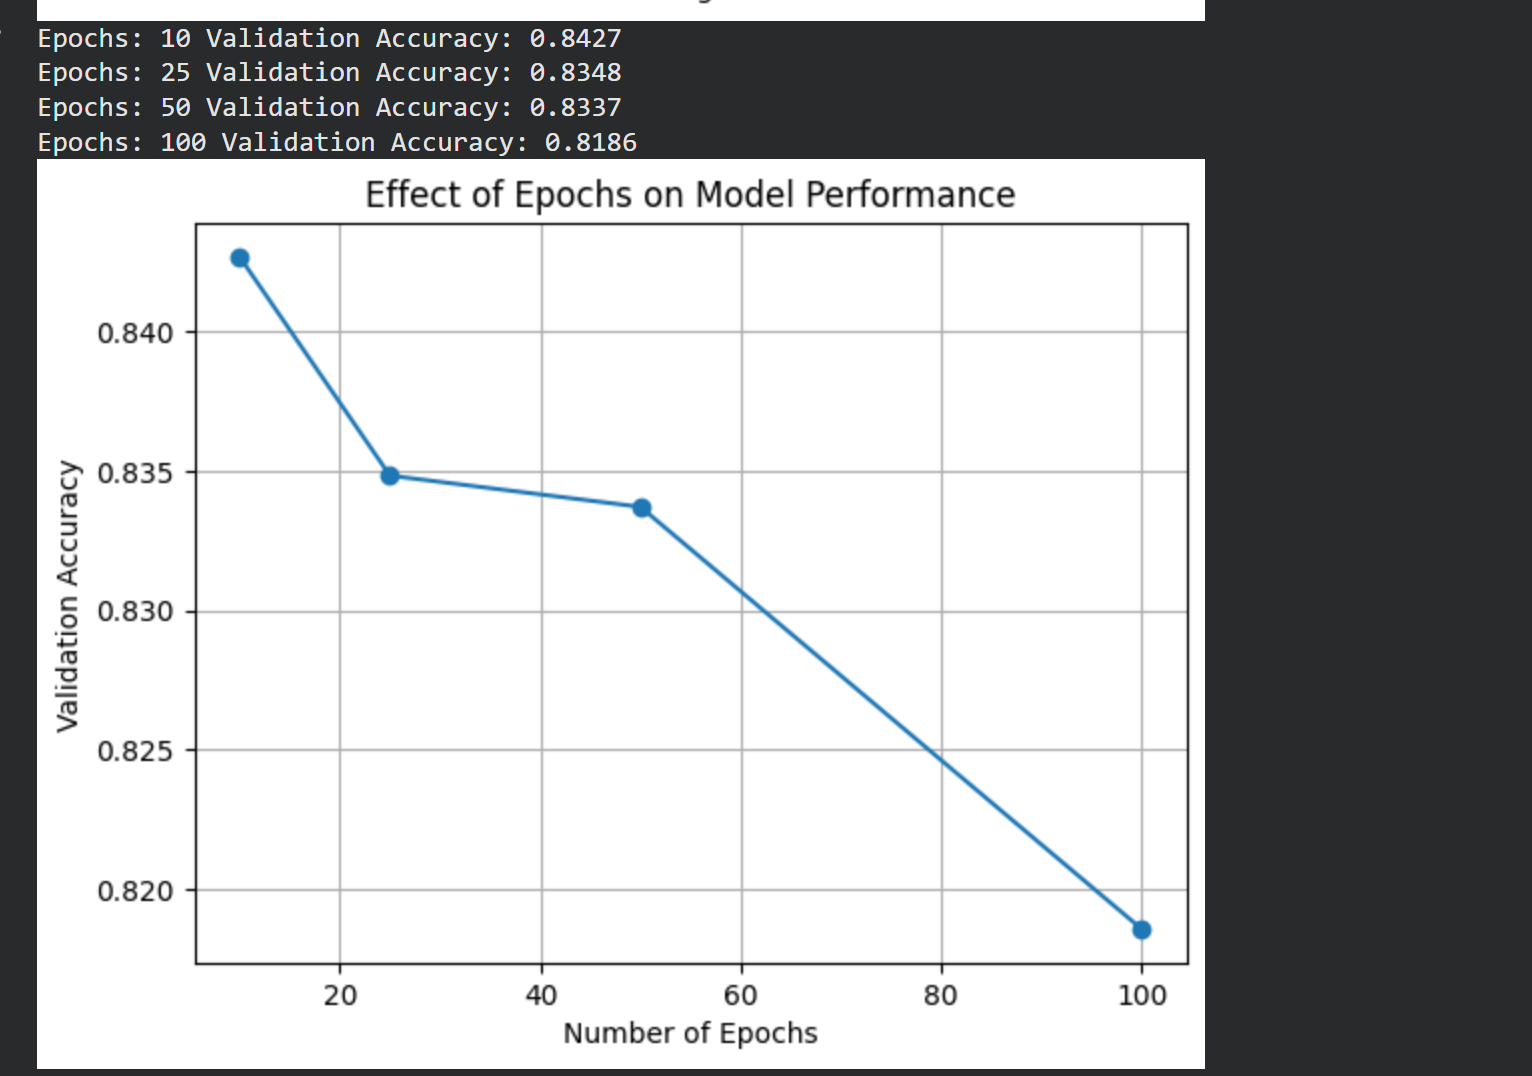 Epochs: 10 Validation Accuracy: 0.8427
Epochs: 25 Validation Accuracy: 0.8348
Epochs: 50 Validation Accuracy: 0.8337
Epochs: 100 Validation Accuracy: 0.8186
Effect of Epochs on Model Performance
0.840
0.835
0.830
0.825
0.820
Validation Accuracy
20 40 60 80 100
Number of Epochs